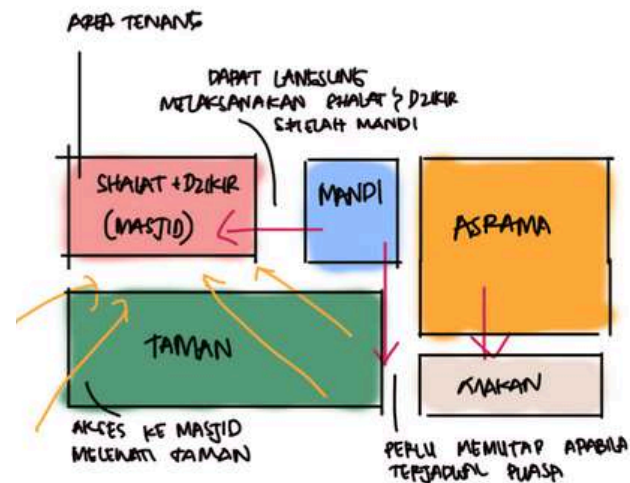 AREA TENANG
DAPAT LANGSUNG
MELAKSANAKAN SHALAT & DZIKIR
SETELAH MANDI
SHALAT + DZIKIR
(MASJID)
MANDI
ASRAMA
TAMAN
MAKAN
AKSES KE MASJID
MELEWATI TAMAN
PERLU MEMUTAR APABILA
TERJADWAL PUASA